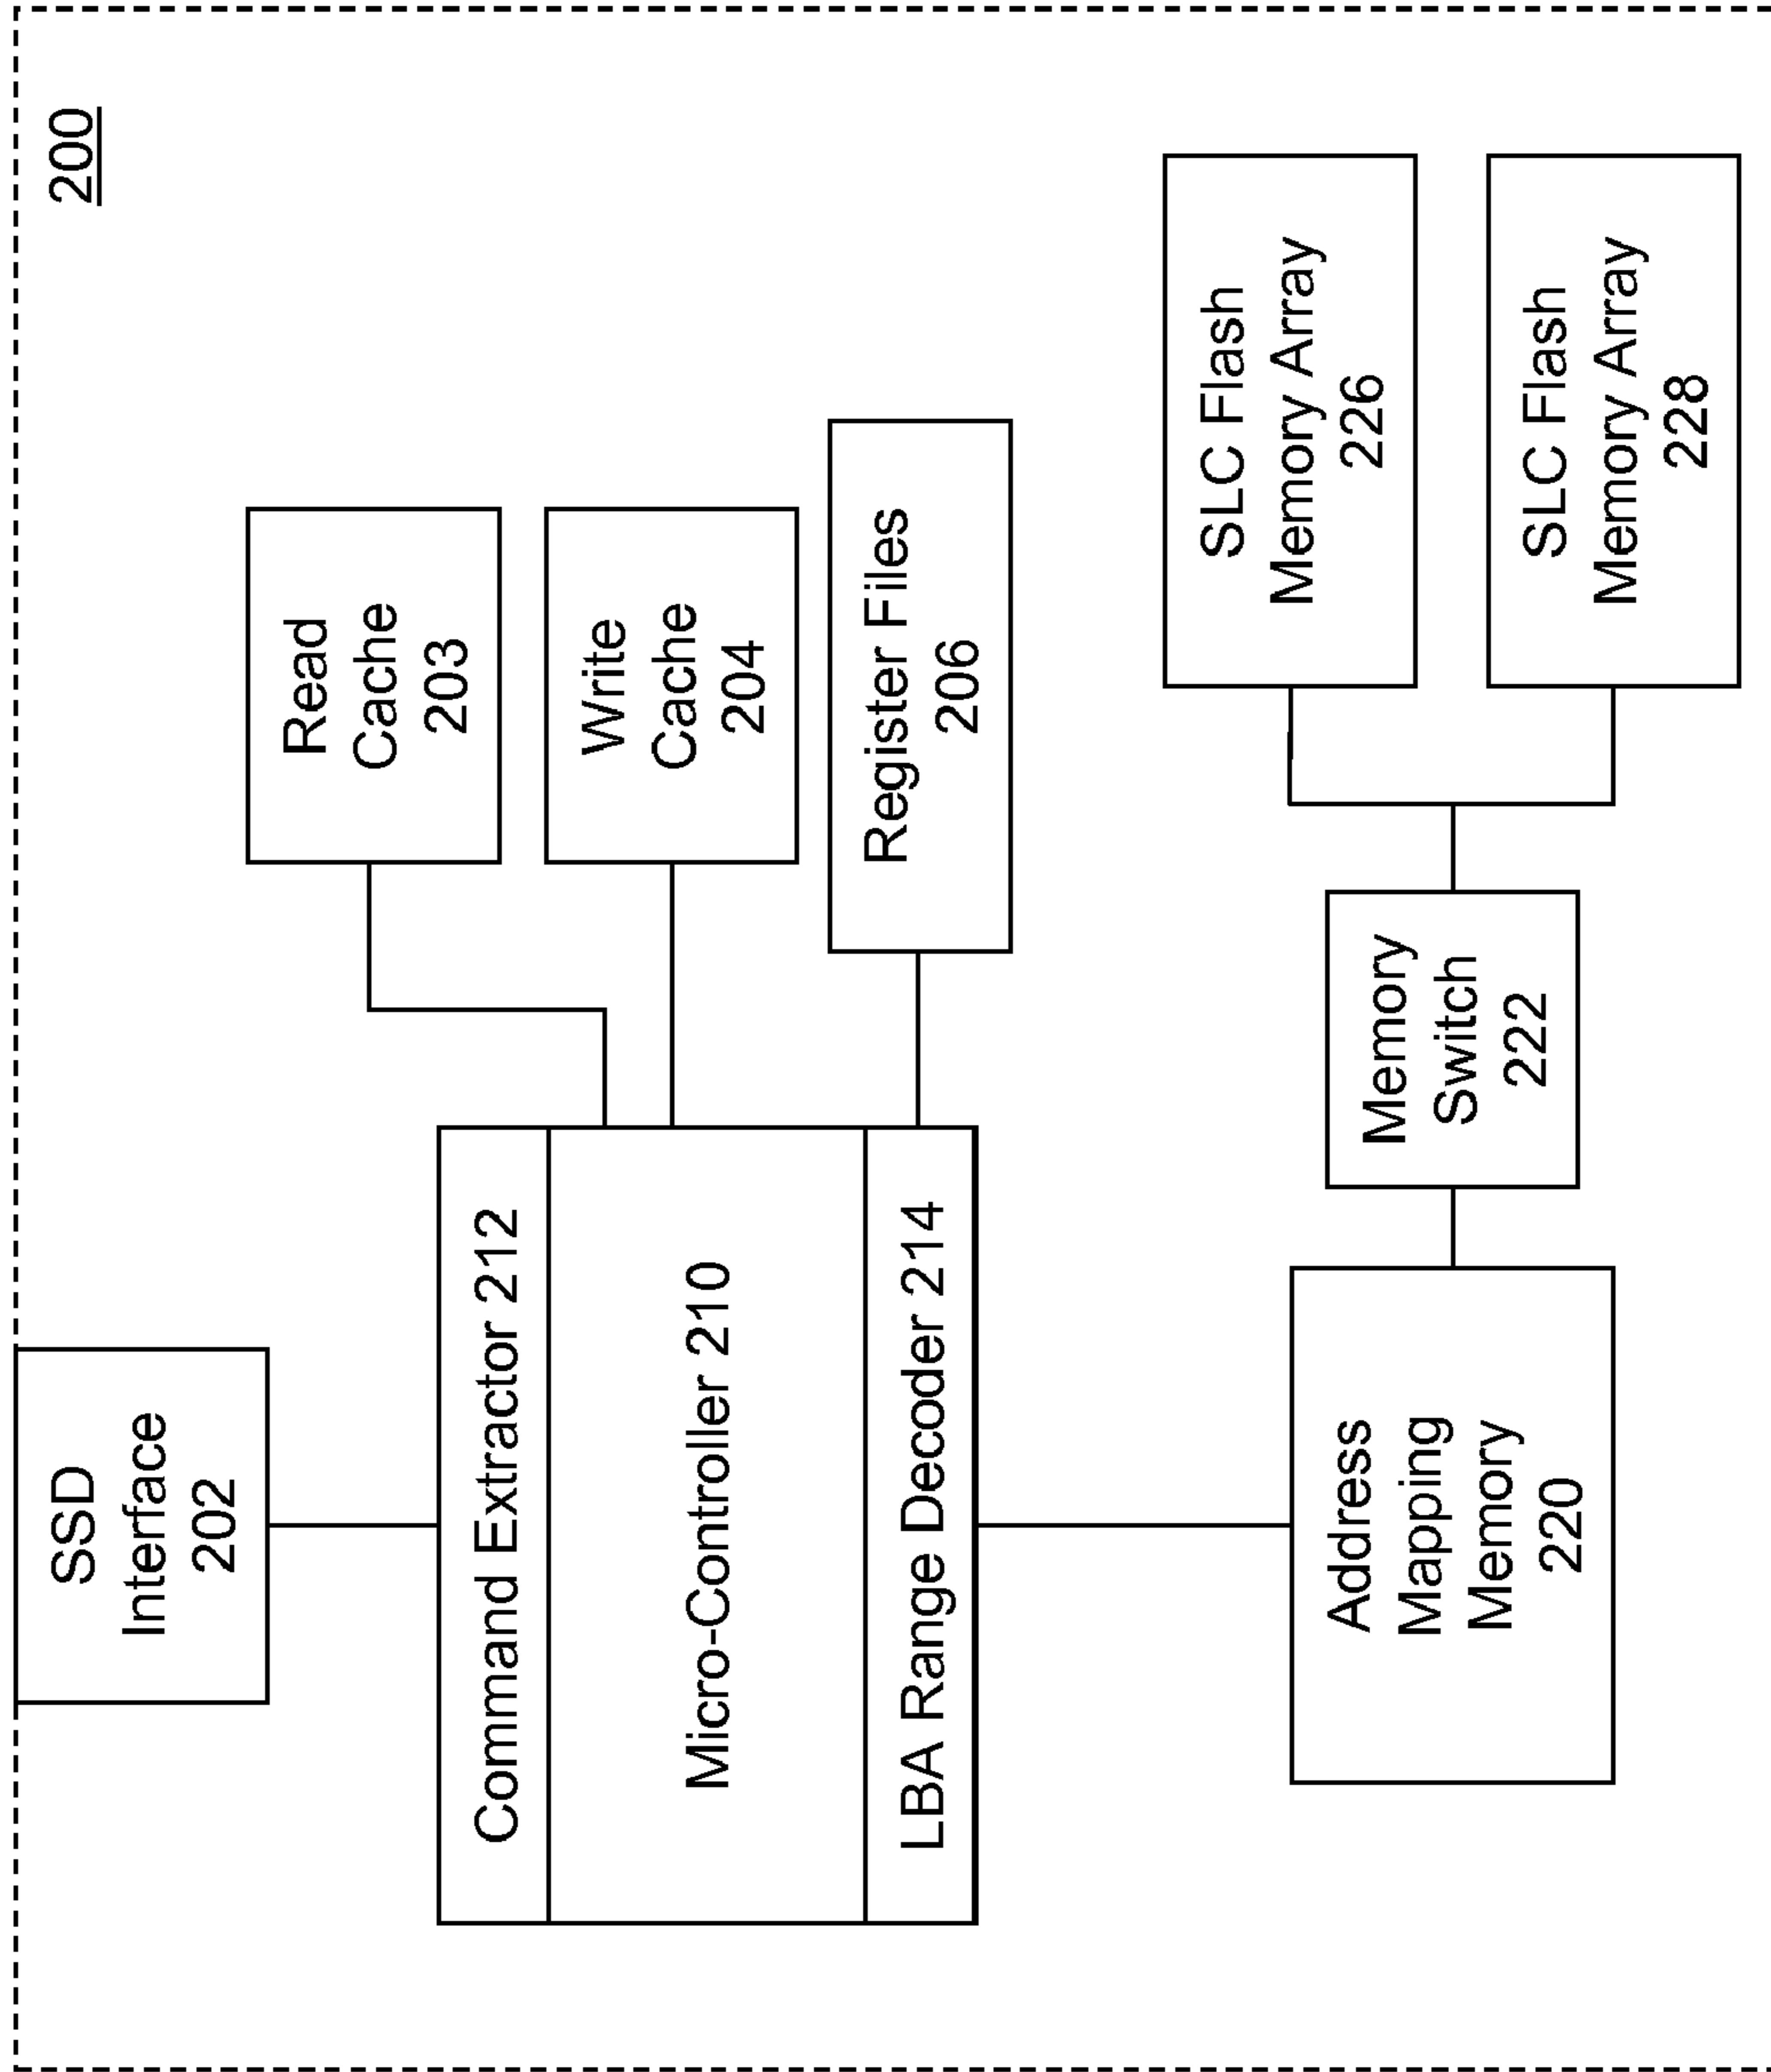 200
SSD
Interface
202
Command Extractor 212
Micro-Controller 210
LBA Range Decoder 214
Read
Cache
203
Write
Cache
204
Register Files
206
Address
Mapping
Memory
220
Memory
Switch
222
SLC Flash
Memory Array
226
SLC Flash
Memory Array
228